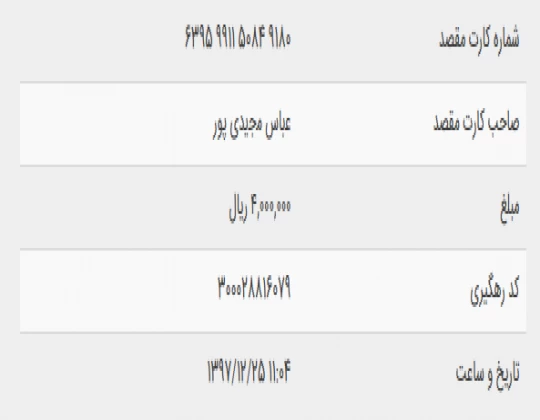 شماره کارت مقصد ۶۳۹۵ ۹۹۱۱ ۵۰۸۴ ۹۱۸۰
صاحب کارت مقصد عباس مجیدی پور
مبلغ ۴,۰۰۰,۰۰۰ ریال
کد رهگیری ۳۰۰۰۲۸۸۱۶۰۷۹
تاریخ و ساعت ۱۳۹۷/۱۲/۲۵ ۱۱:۰۴